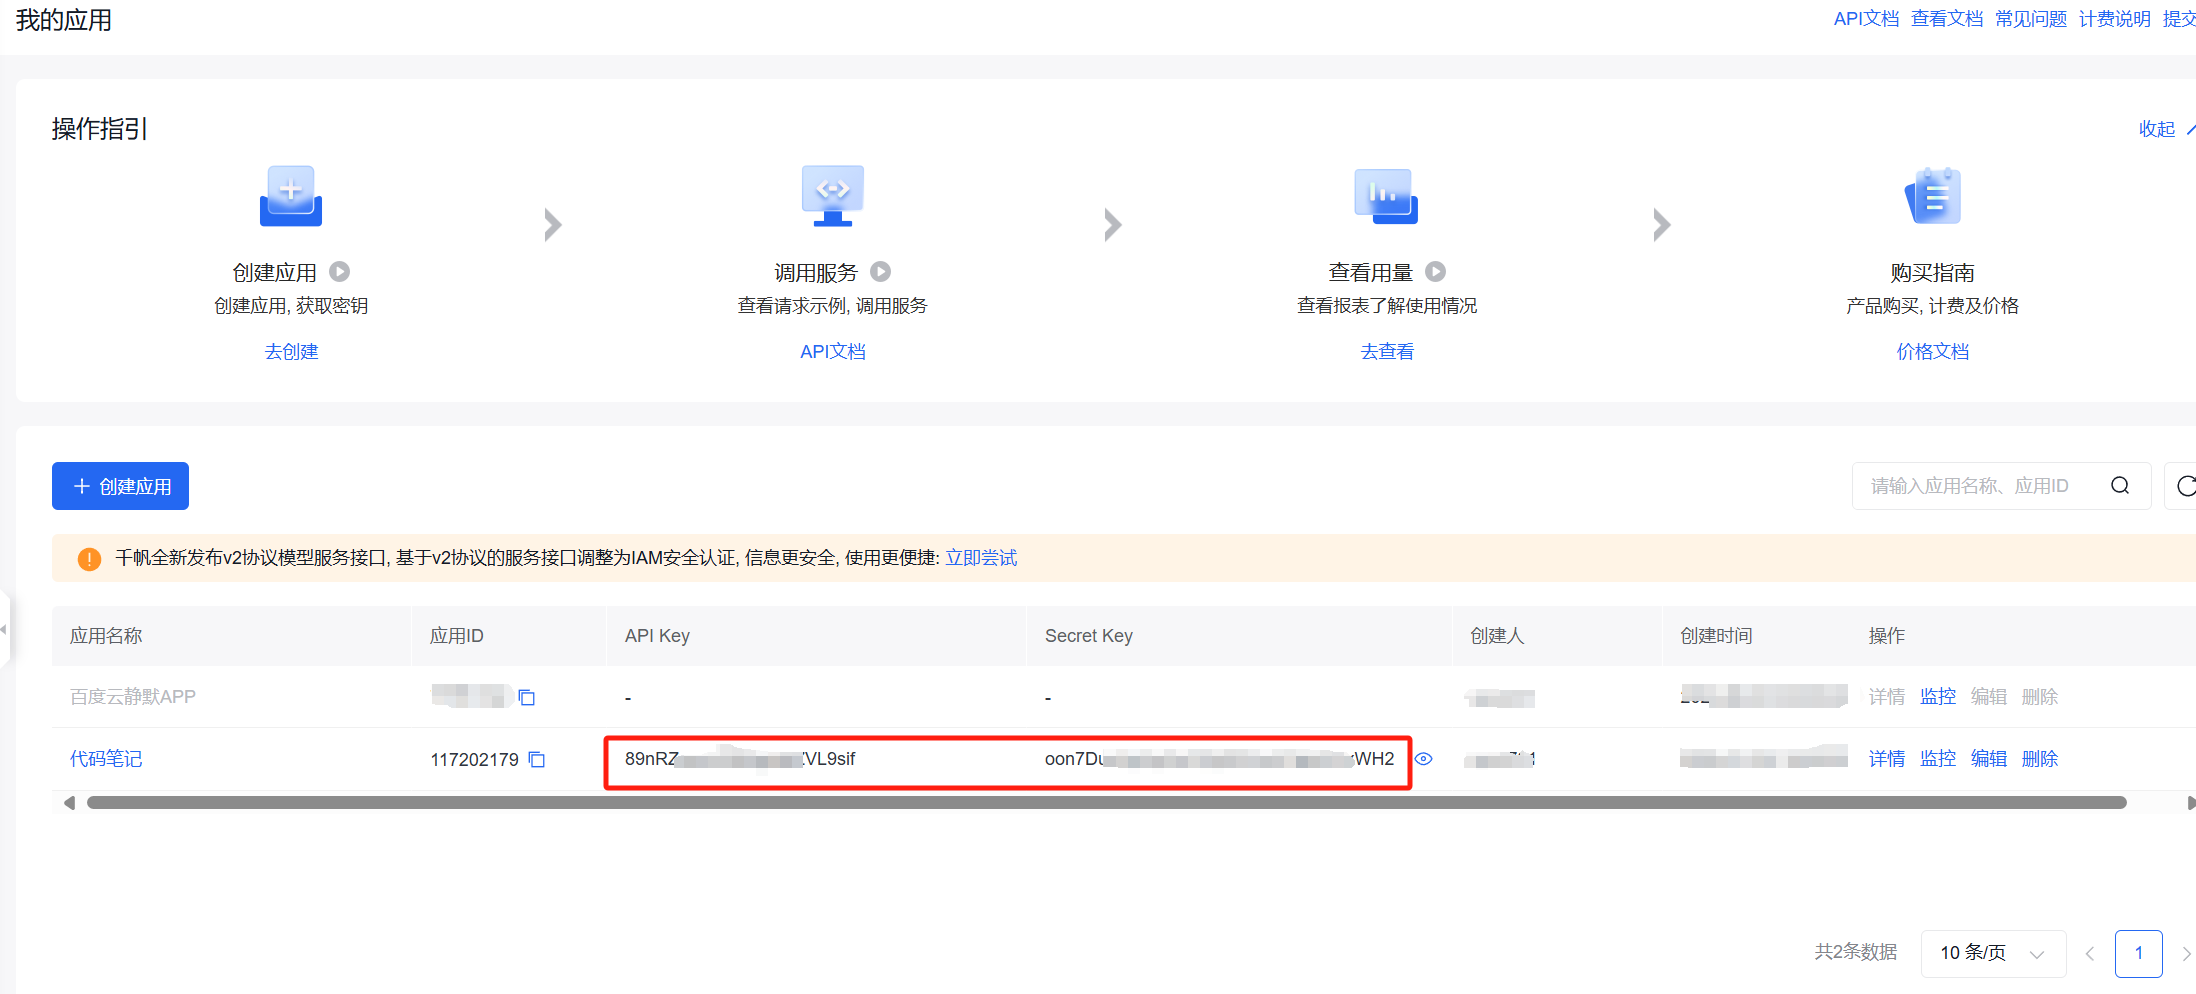 我的应用
API文档 查看文档 常见问题 计费说明 提交
操作指引
收起
创建应用
创建应用, 获取密钥
去创建
调用服务
查看请求示例, 调用服务
API文档
查看用量
查看报表了解使用情况
去查看
购买指南
产品购买, 计费及价格
价格文档
创建应用
请输入应用名称、应用ID
千帆全新发布v2协议模型服务接口, 基于v2协议的服务接口调整为IAM安全认证, 信息更安全, 使用更便捷: 立即尝试
应用名称 应用ID API Key Secret Key 创建人 创建时间 操作
百度云静默APP - - 详情 监控 编辑 删除
代码笔记 117202179 89nRZ VL9sif oon7Du WH2 详情 监控 编辑 删除
共2条数据 10 条/页 1